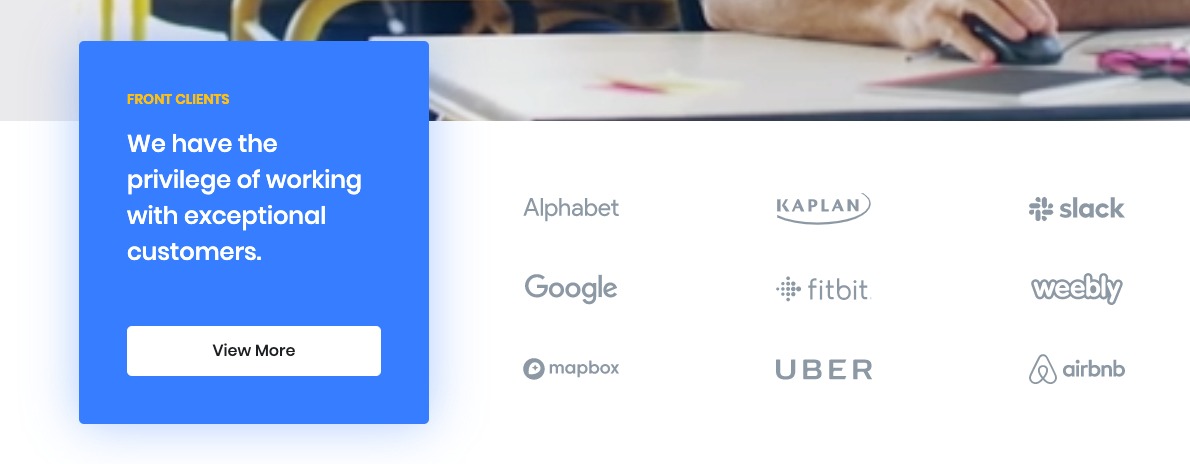 FRONT CLIENTS
We have the
privilege of working
with exceptional
customers.
View More
Alphabet
KAPLAN
slack
Google
fitbit
weebly
mapbox
UBER
airbnb